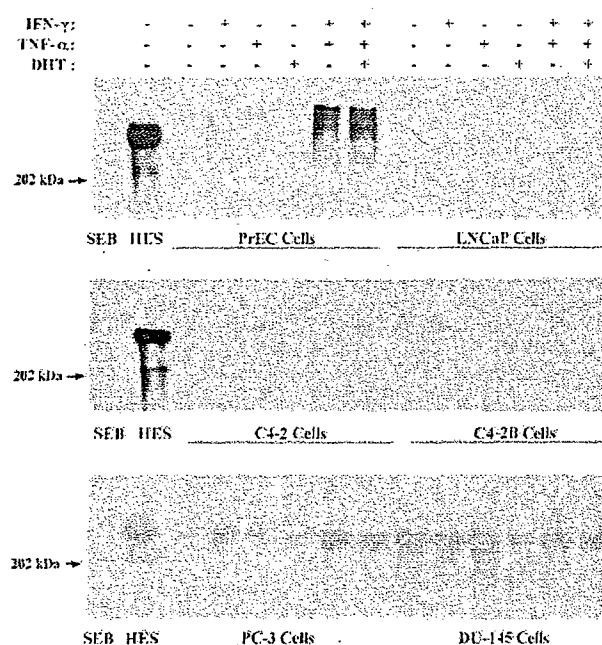 IFN-γ: - - + - - + + - + - - + +
TNF-α: - - - + - + + - - + - + +
DHT : - - - - + - + - - - + - +
202 kDa →
SEB HES PrEC Cells LNCaP Cells
202 kDa →
SEB HES C4-2 Cells C4-2B Cells
202 kDa →
SEB HES PC-3 Cells DU-145 Cells